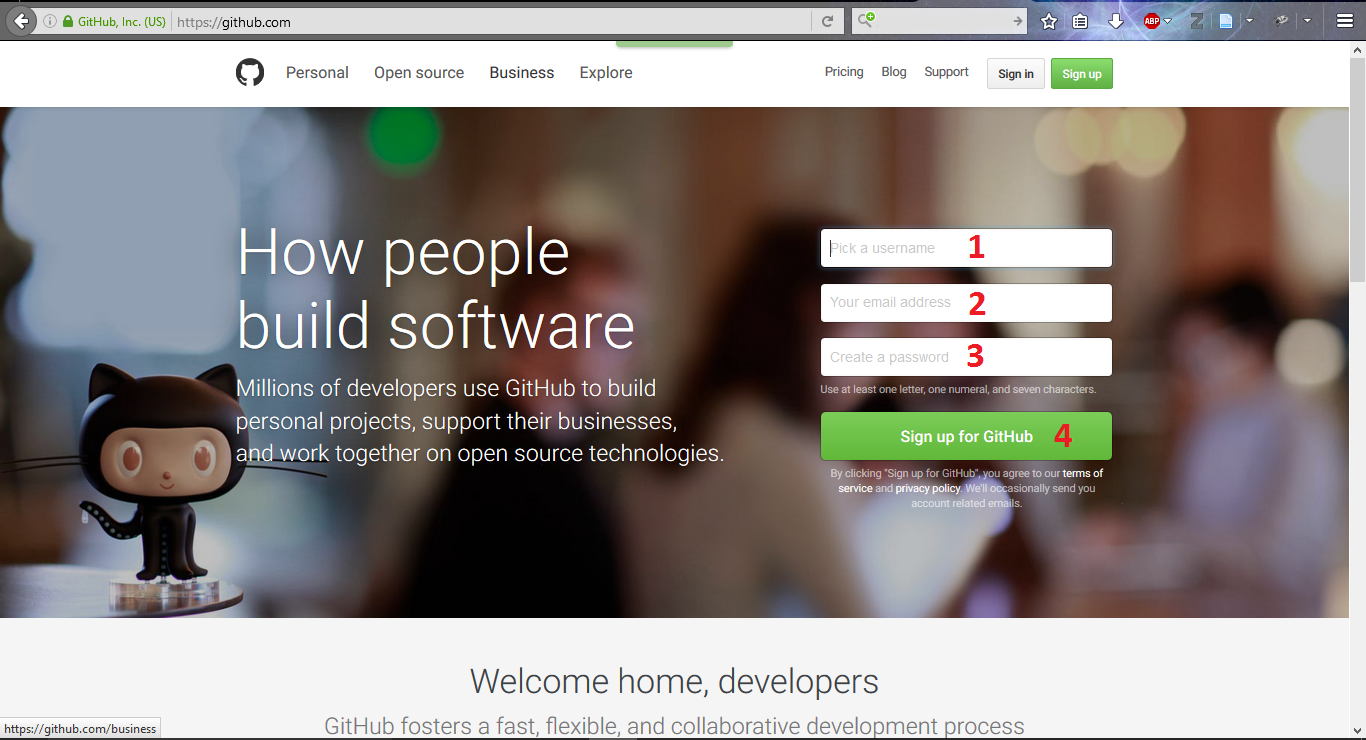 GitHub, Inc. (US) https://github.com
ABP
Personal Open source Business Explore Pricing Blog Support Sign in Sign up
How people
build software
Millions of developers use GitHub to build
personal projects, support their businesses,
and work together on open source technologies.
Pick a username 1
Your email address 2
Create a password 3
Use at least one letter, one numeral, and seven characters.
Sign up for GitHub 4
By clicking "Sign up for GitHub", you agree to our terms of
service and privacy policy. We'll occasionally send you
account related emails.
Welcome home, developers
GitHub fosters a fast, flexible, and collaborative development process
https://github.com/business